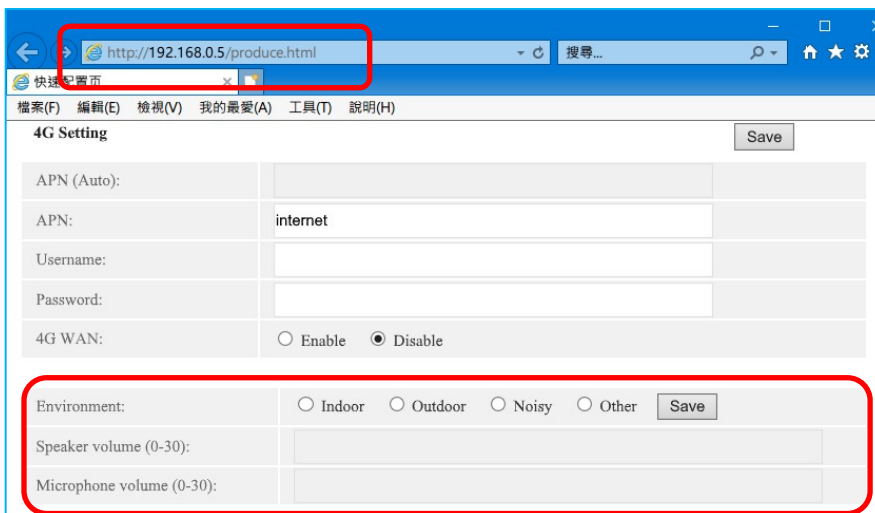 http://192.168.0.5/produce.html 搜尋...
快速配置页
檔案(F) 編輯(E) 檢視(V) 我的最愛(A) 工具(T) 說明(H)
4G Setting Save
APN (Auto):
APN: internet
Username:
Password:
4G WAN: Enable Disable
Environment: Indoor Outdoor Noisy Other Save
Speaker volume (0-30):
Microphone volume (0-30):